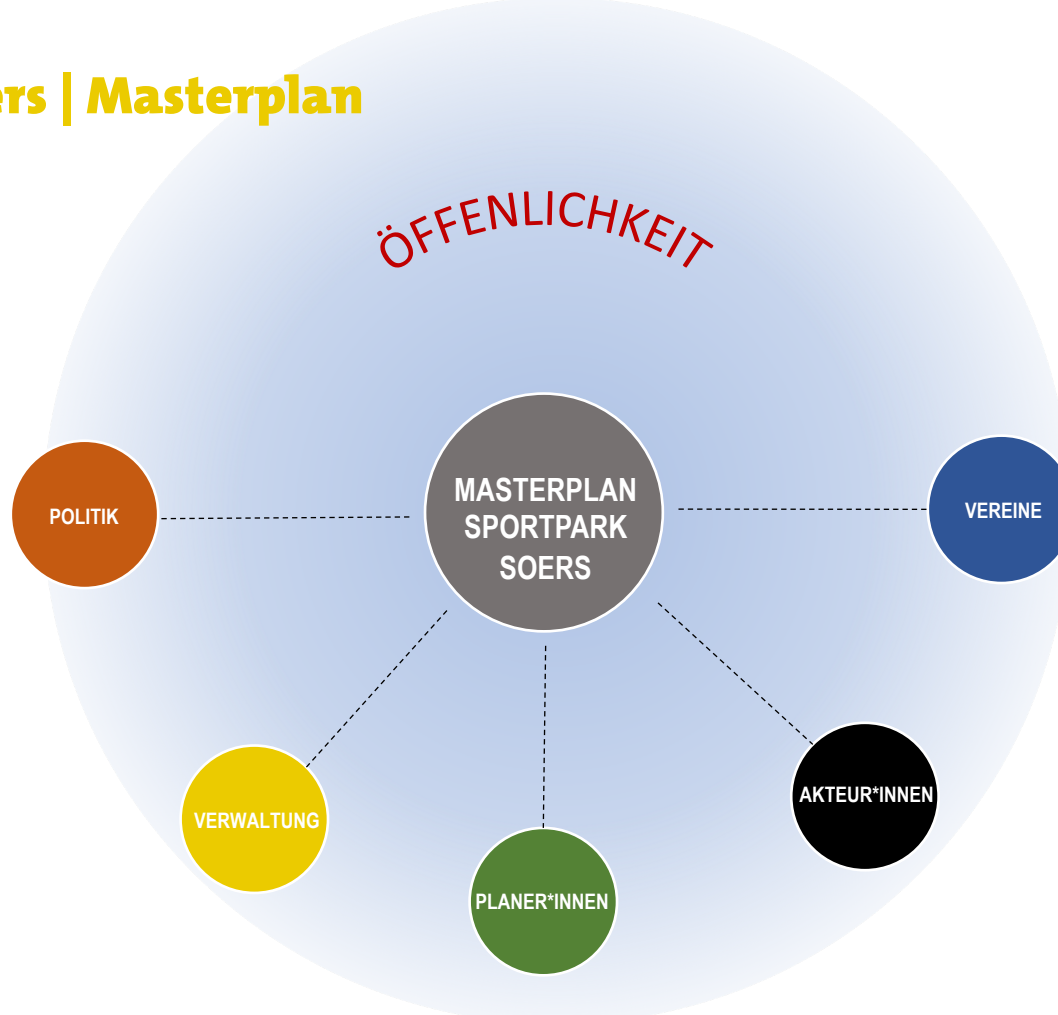 ers | Masterplan
ÖFFENLICHKEIT
MASTERPLAN
SPORTPARK
SOERS
POLITIK
VEREINE
VERWALTUNG
AKTEUR*INNEN
PLANER*INNEN